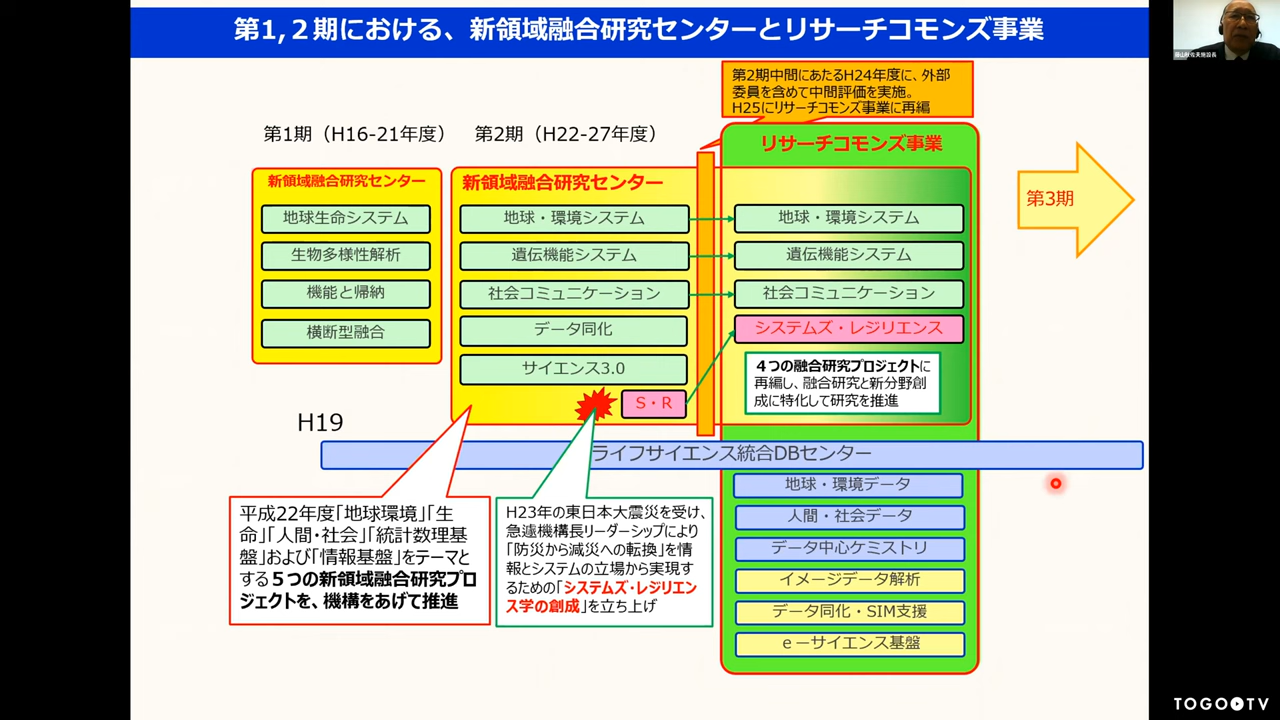 第1,２期における、新領域融合研究センターとリサーチコモンズ事業
第2期中間にあたるH24年度に、外部
委員を含めて中間評価を実施。
H25にリサーチコモンズ事業に再編
第1期（H16-21年度）
第2期（H22-27年度）
リサーチコモンズ事業
第3期
新領域融合研究センター
地球生命システム
生物多様性解析
機能と帰納
横断型融合
新領域融合研究センター
地球・環境システム
遺伝機能システム
社会コミュニケーション
データ同化
サイエンス3.0
S・R
地球・環境システム
遺伝機能システム
社会コミュニケーション
システムズ・レジリエンス
４つの融合研究プロジェクトに
再編し、融合研究と新分野創
成に特化して研究を推進
H19
ライフサイエンス統合DBセンター
地球・環境データ
人間・社会データ
データ中心ケミストリ
イメージデータ解析
データ同化・SIM支援
ｅ－サイエンス基盤
平成22年度「地球環境」「生
命」「人間・社会」「統計数理基
盤」および「情報基盤」をテーマと
する５つの新領域融合研究プロ
ジェクトを、機構をあげて推進
H23年の東日本大震災を受け、
急遽機構長リーダーシップにより
「防災から減災への転換」を情
報とシステムの立場から実現す
るための「システムズ・レジリエン
ス学の創成」を立ち上げ
TOGOTV